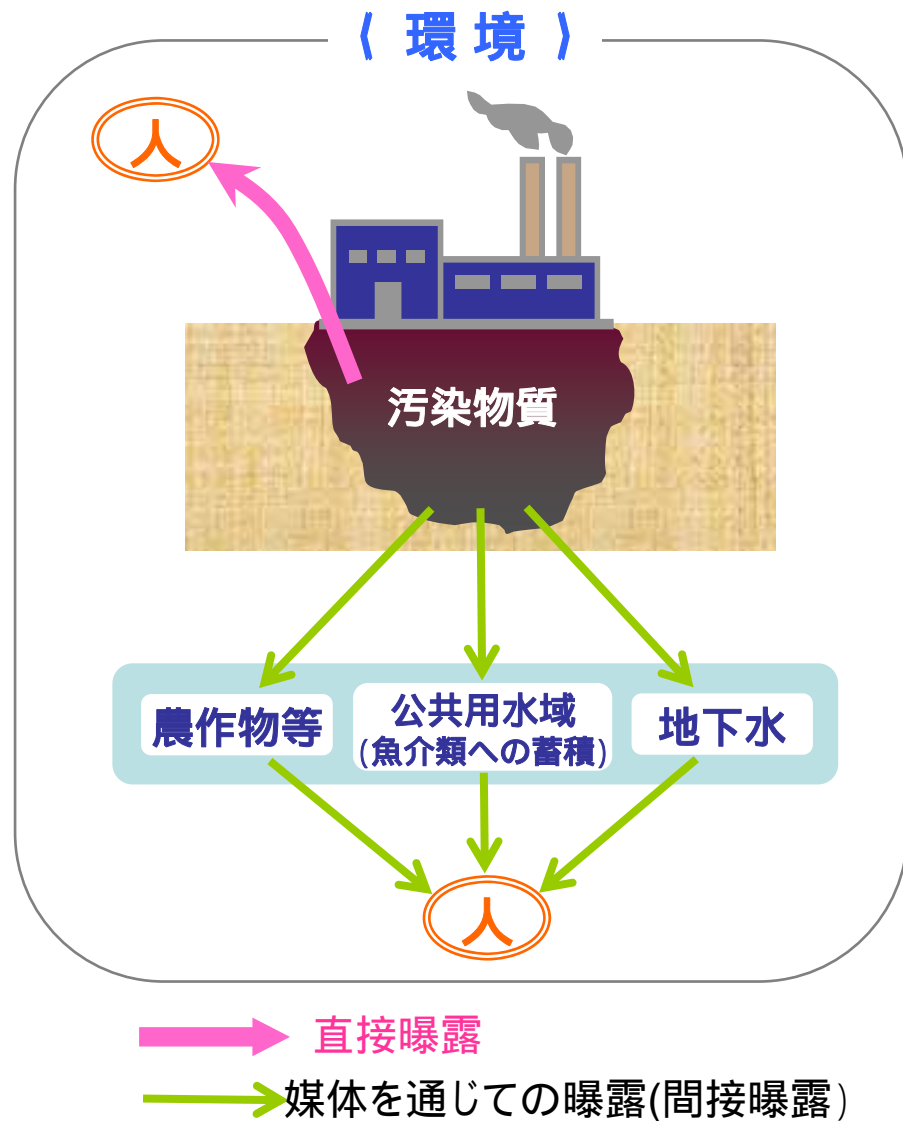 《 環 境 》
人
汚染物質
農作物等
公共用水域
(魚介類への蓄積)
地下水
人
直接曝露
媒体を通じての曝露(間接曝露)